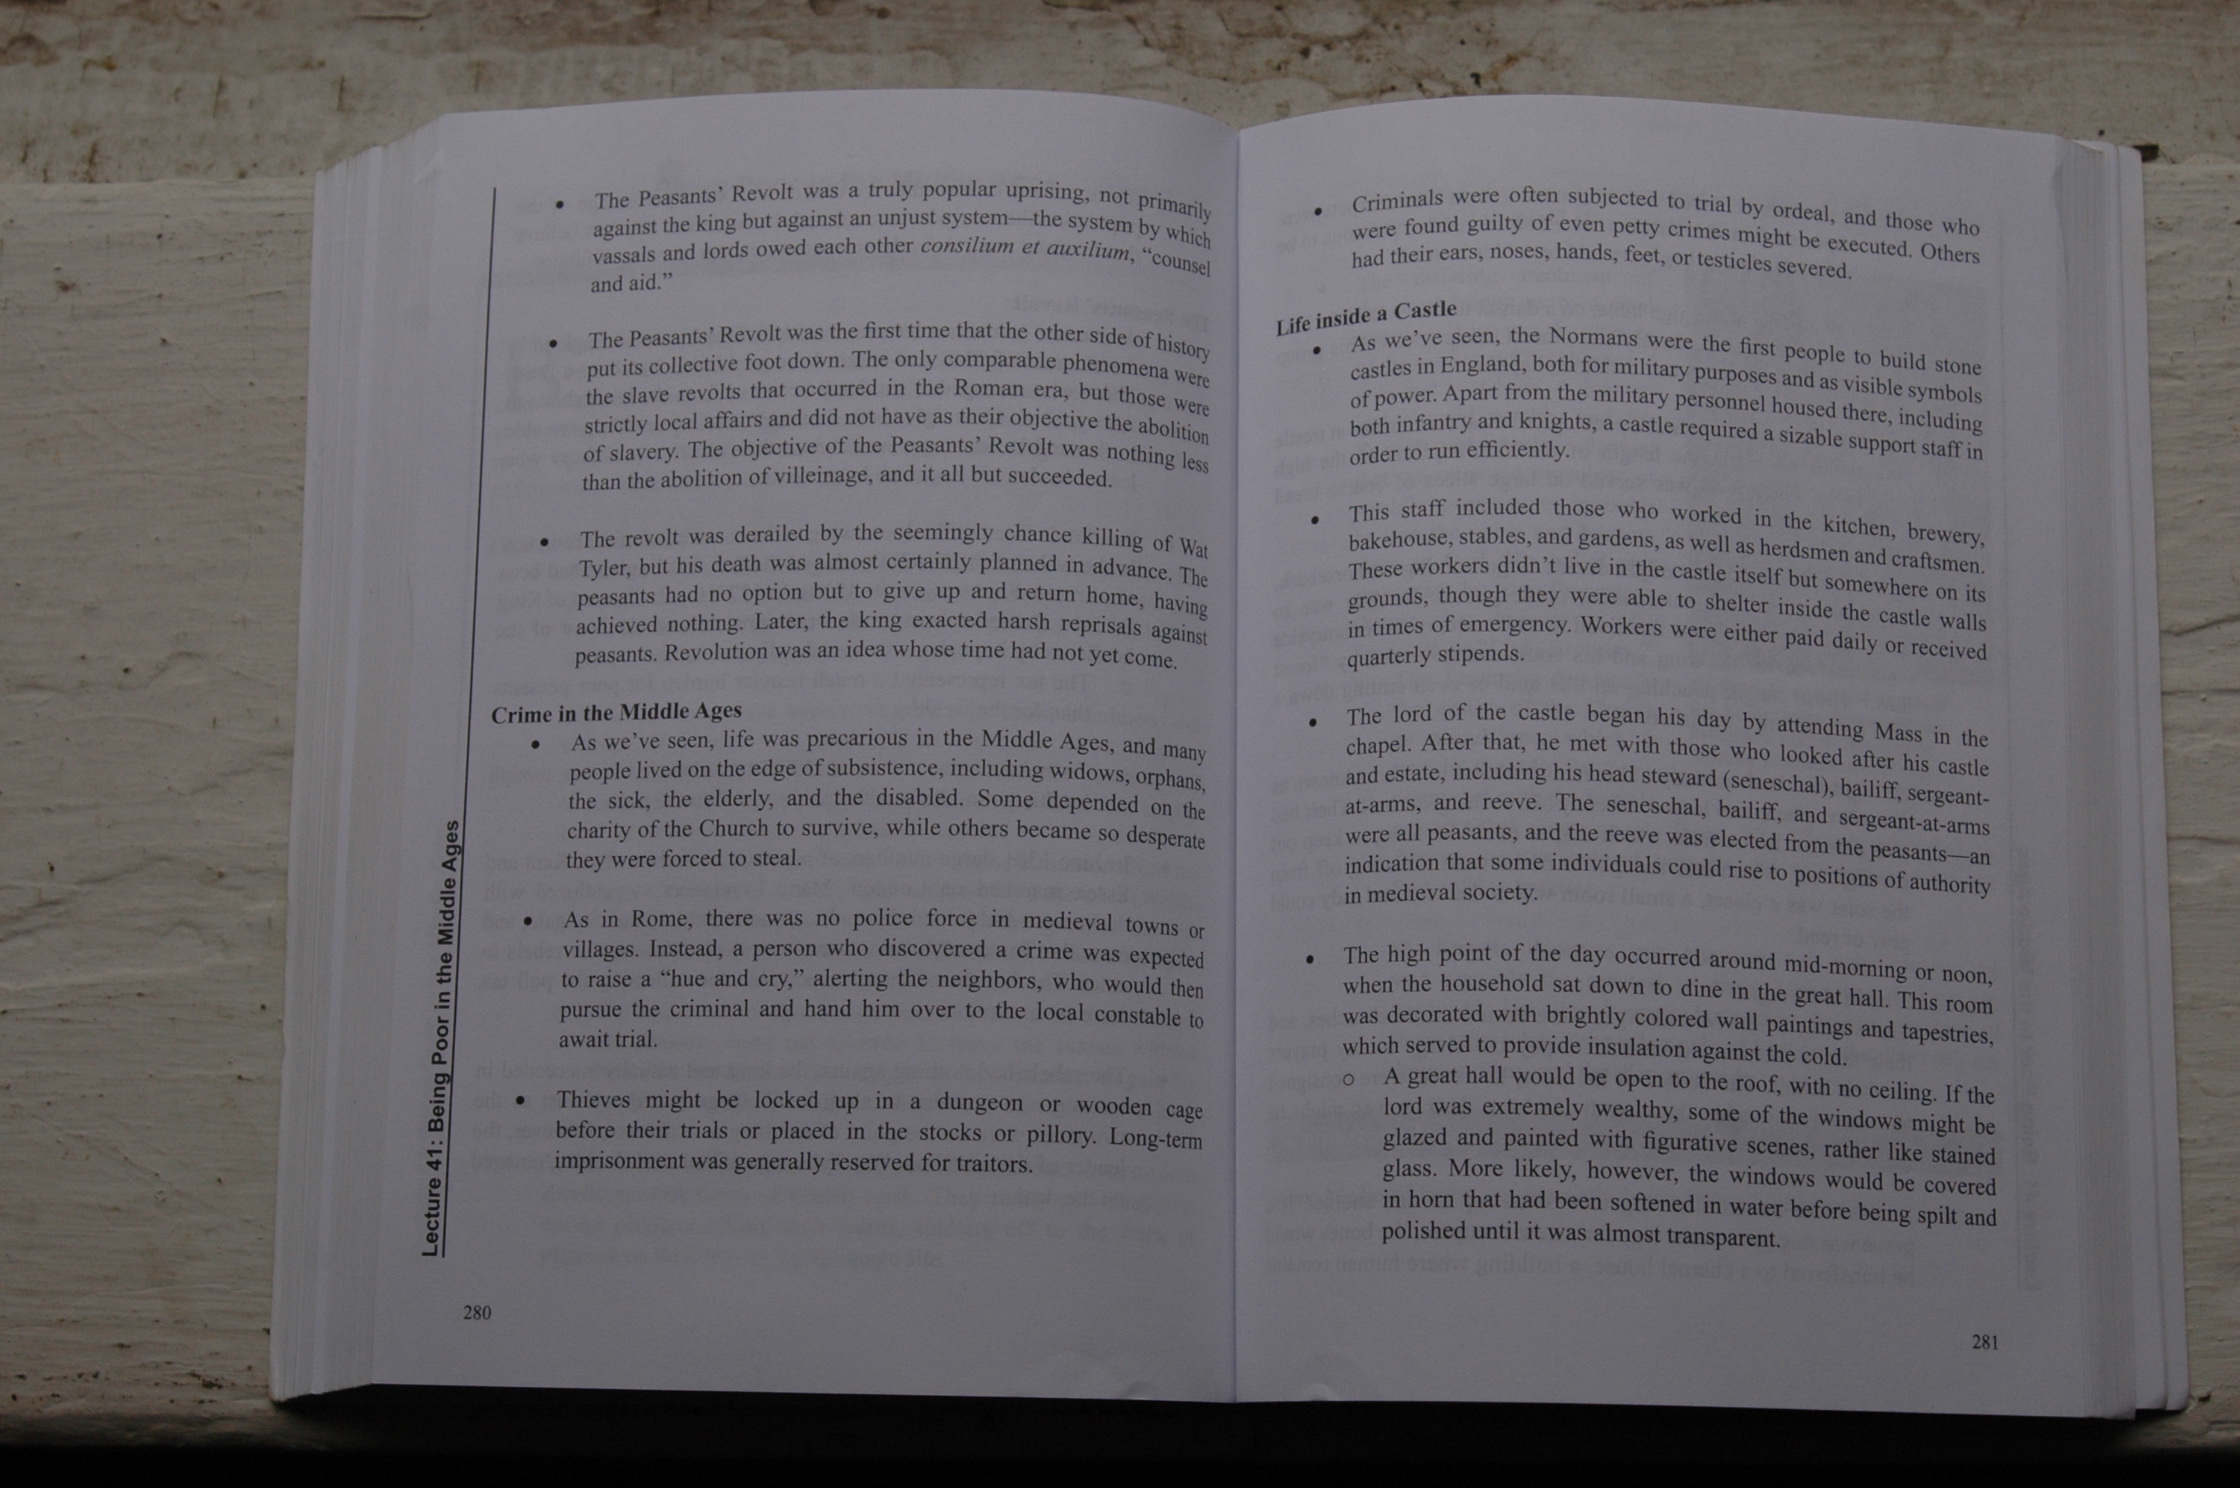 • The Peasants' Revolt was a truly popular uprising, not primarily
against the king but against an unjust system—the system by which
vassals and lords owed each other consilium et auxilium, “counsel
and aid.”
• The Peasants' Revolt was the first time that the other side of history
put its collective foot down. The only comparable phenomena were
the slave revolts that occurred in the Roman era, but those were
strictly local affairs and did not have as their objective the abolition
of slavery. The objective of the Peasants' Revolt was nothing less
than the abolition of villeinage, and it all but succeeded.
• The revolt was derailed by the seemingly chance killing of Wat
Tyler, but his death was almost certainly planned in advance. The
peasants had no option but to give up and return home, having
achieved nothing. Later, the king exacted harsh reprisals against
peasants. Revolution was an idea whose time had not yet come.
Crime in the Middle Ages
• As we've seen, life was precarious in the Middle Ages, and many
people lived on the edge of subsistence, including widows, orphans,
the sick, the elderly, and the disabled. Some depended on the
charity of the Church to survive, while others became so desperate
they were forced to steal.
• As in Rome, there was no police force in medieval towns or
villages. Instead, a person who discovered a crime was expected
to raise a “hue and cry,” alerting the neighbors, who would then
pursue the criminal and hand him over to the local constable to
await trial.
• Thieves might be locked up in a dungeon or wooden cage
before their trials or placed in the stocks or pillory. Long-term
imprisonment was generally reserved for traitors.
Lecture 41: Being Poor in the Middle Ages
280
• Criminals were often subjected to trial by ordeal, and those who
were found guilty of even petty crimes might be executed. Others
had their ears, noses, hands, feet, or testicles severed.
Life inside a Castle
• As we've seen, the Normans were the first people to build stone
castles in England, both for military purposes and as visible symbols
of power. Apart from the military personnel housed there, including
both infantry and knights, a castle required a sizable support staff in
order to run efficiently.
• This staff included those who worked in the kitchen, brewery,
bakehouse, stables, and gardens, as well as herdsmen and craftsmen.
These workers didn't live in the castle itself but somewhere on its
grounds, though they were able to shelter inside the castle walls
in times of emergency. Workers were either paid daily or received
quarterly stipends.
• The lord of the castle began his day by attending Mass in the
chapel. After that, he met with those who looked after his castle
and estate, including his head steward (seneschal), bailiff, sergeant-
at-arms, and reeve. The seneschal, bailiff, and sergeant-at-arms
were all peasants, and the reeve was elected from the peasants—an
indication that some individuals could rise to positions of authority
in medieval society.
• The high point of the day occurred around mid-morning or noon,
when the household sat down to dine in the great hall. This room
was decorated with brightly colored wall paintings and tapestries,
which served to provide insulation against the cold.
o A great hall would be open to the roof, with no ceiling. If the
lord was extremely wealthy, some of the windows might be
glazed and painted with figurative scenes, rather like stained
glass. More likely, however, the windows would be covered
in horn that had been softened in water before being spilt and
polished until it was almost transparent.
281